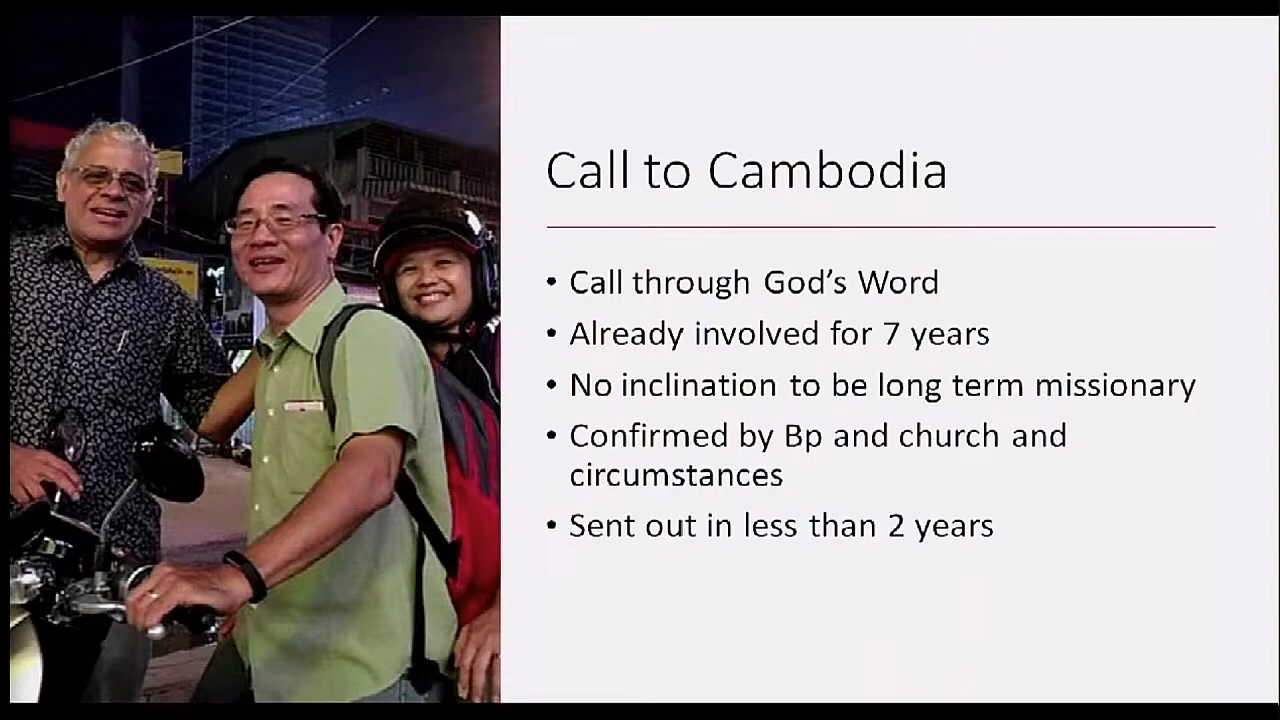 Call to Cambodia
• Call through God's Word
• Already involved for 7 years
• No inclination to be long term missionary
• Confirmed by Bp and church and
circumstances
• Sent out in less than 2 years